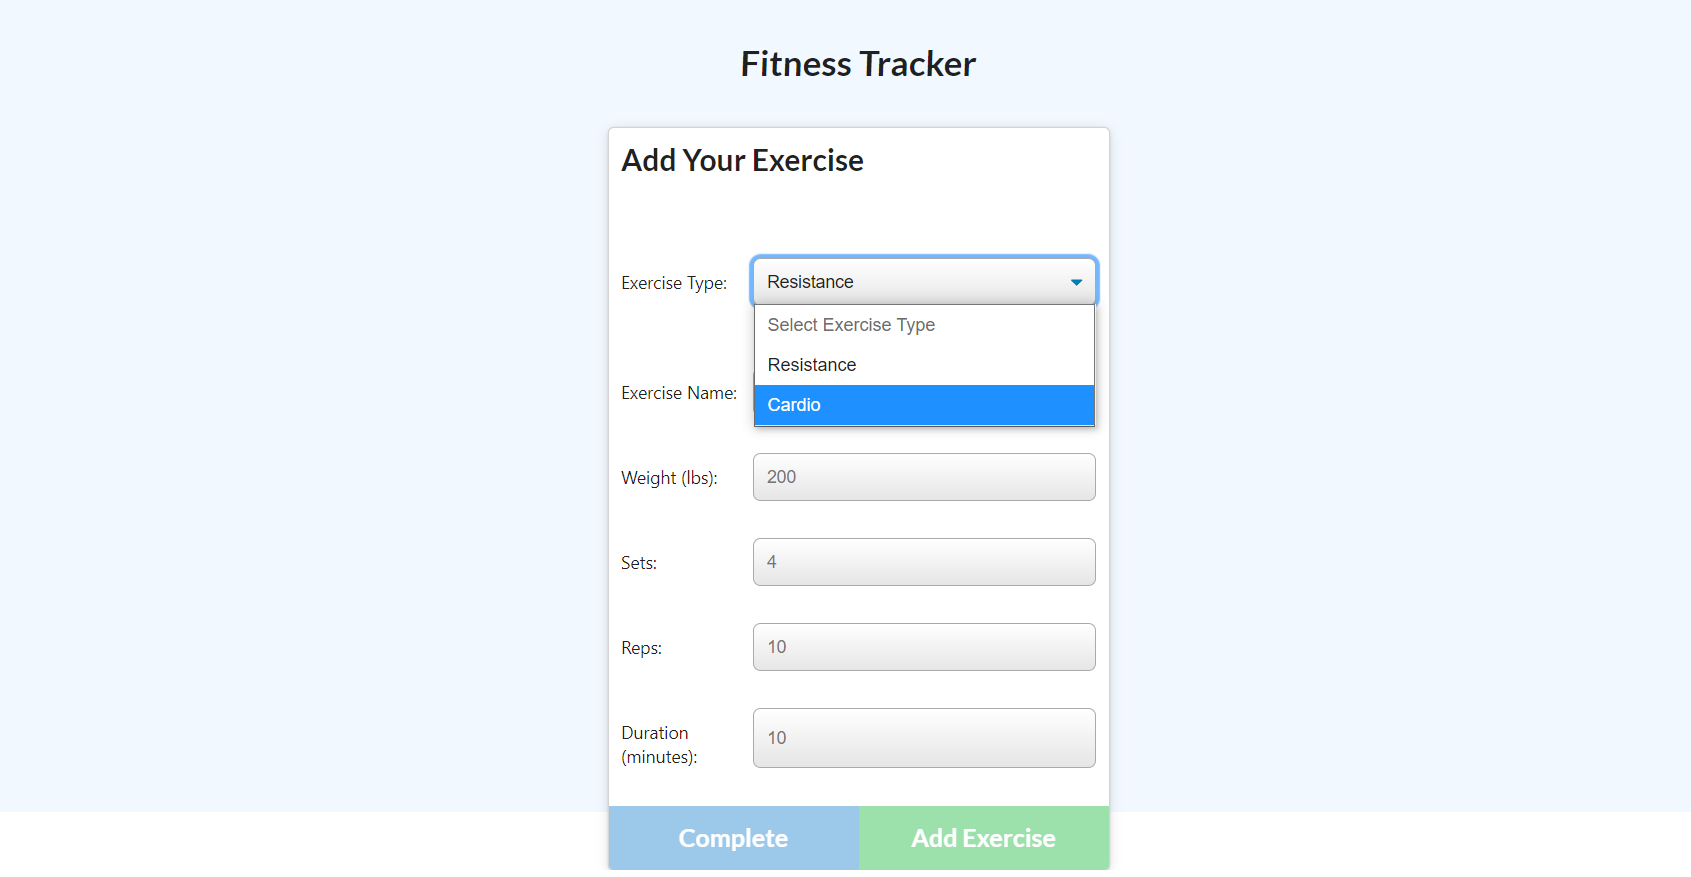 Fitness Tracker
Add Your Exercise
Exercise Type:
Resistance
Select Exercise Type
Resistance
Cardio
Exercise Name:
Weight (lbs):
200
Sets:
4
Reps:
10
Duration
(minutes):
10
Complete
Add Exercise